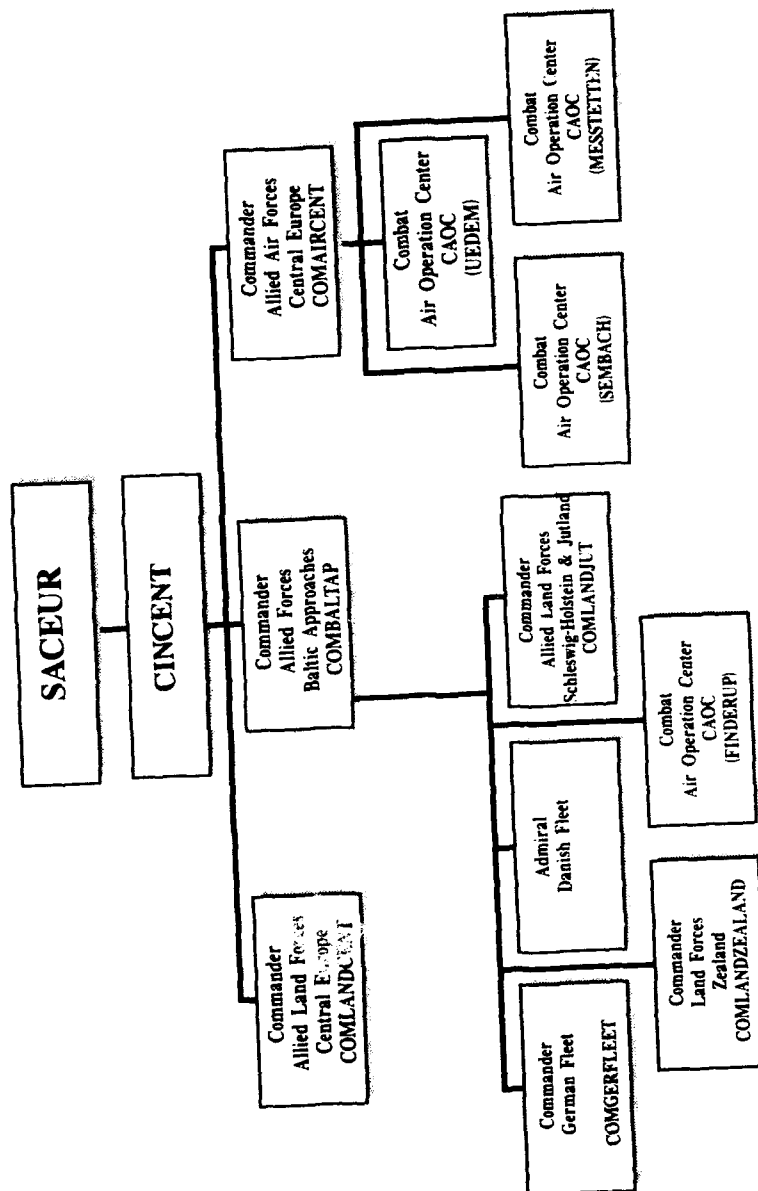 SACEUR
CINCENT
Commander
Allied Land Forces
Central Europe
COMLANDCENT
Commander
Allied Forces
Baltic Approaches
COMBALTAP
Commander
Allied Air Forces
Central Europe
COMAIRCENT
Commander
German Fleet
COMGERFLEET
Admiral
Danish Fleet
Commander
Allied Land Forces
Schleswig-Holstein & Jutland
COMLANDJUT
Commander
Land Forces
Zealand
COMLANDZEALAND
Combat
Air Operation Center
CAOC
(FINDERUP)
Combat
Air Operation Center
CAOC
(UEDEM)
Combat
Air Operation Center
CAOC
(SEMBACH)
Combat
Air Operation Center
CAOC
(MESSTETTEN)